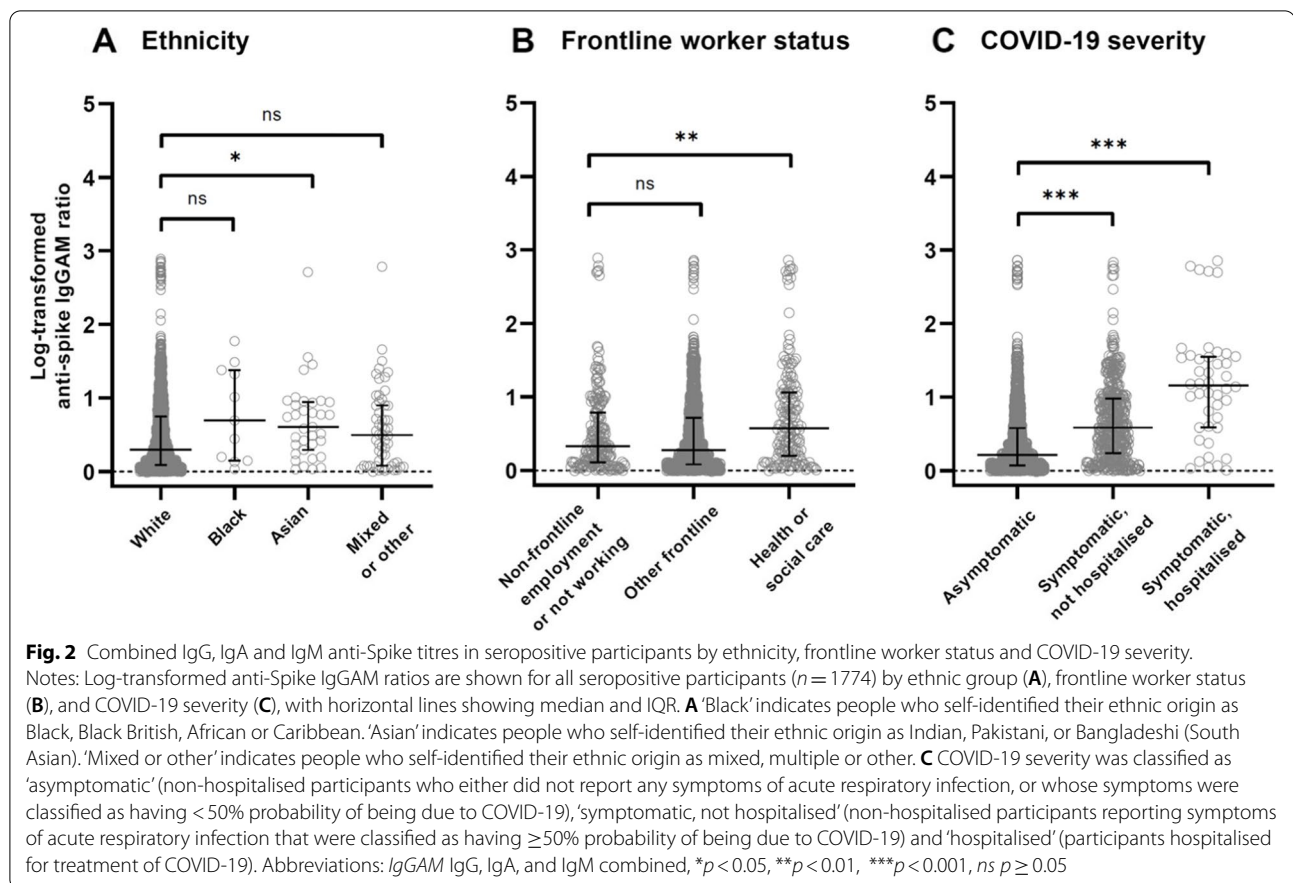 A Ethnicity
B Frontline worker status
C COVID-19 severity
Log-transformed
anti-spike IgGAM ratio
5
4
3
2
1
0
ns
*
ns
White
Black
Asian
Mixed
or other
5
4
3
2
1
0
**
ns
Non-frontline
employment
or not working
Other frontline
Health or
social care
5
4
3
2
1
0
***
***
Asymptomatic
Symptomatic,
not hospitalised
Symptomatic,
hospitalised
Fig. 2 Combined IgG, IgA and IgM anti-Spike titres in seropositive participants by ethnicity, frontline worker status and COVID-19 severity.
Notes: Log-transformed anti-Spike IgGAM ratios are shown for all seropositive participants (n = 1774) by ethnic group (A), frontline worker status
(B), and COVID-19 severity (C), with horizontal lines showing median and IQR. A ‘Black’ indicates people who self-identified their ethnic origin as
Black, Black British, African or Caribbean. ‘Asian’ indicates people who self-identified their ethnic origin as Indian, Pakistani, or Bangladeshi (South
Asian). ‘Mixed or other’ indicates people who self-identified their ethnic origin as mixed, multiple or other. C COVID-19 severity was classified as
‘asymptomatic’ (non-hospitalised participants who either did not report any symptoms of acute respiratory infection, or whose symptoms were
classified as having < 50% probability of being due to COVID-19), ‘symptomatic, not hospitalised’ (non-hospitalised participants reporting symptoms
of acute respiratory infection that were classified as having ≥ 50% probability of being due to COVID-19) and ‘hospitalised’ (participants hospitalised
for treatment of COVID-19). Abbreviations: IgGAM IgG, IgA, and IgM combined, *p < 0.05, **p < 0.01, ***p < 0.001, ns p ≥ 0.05